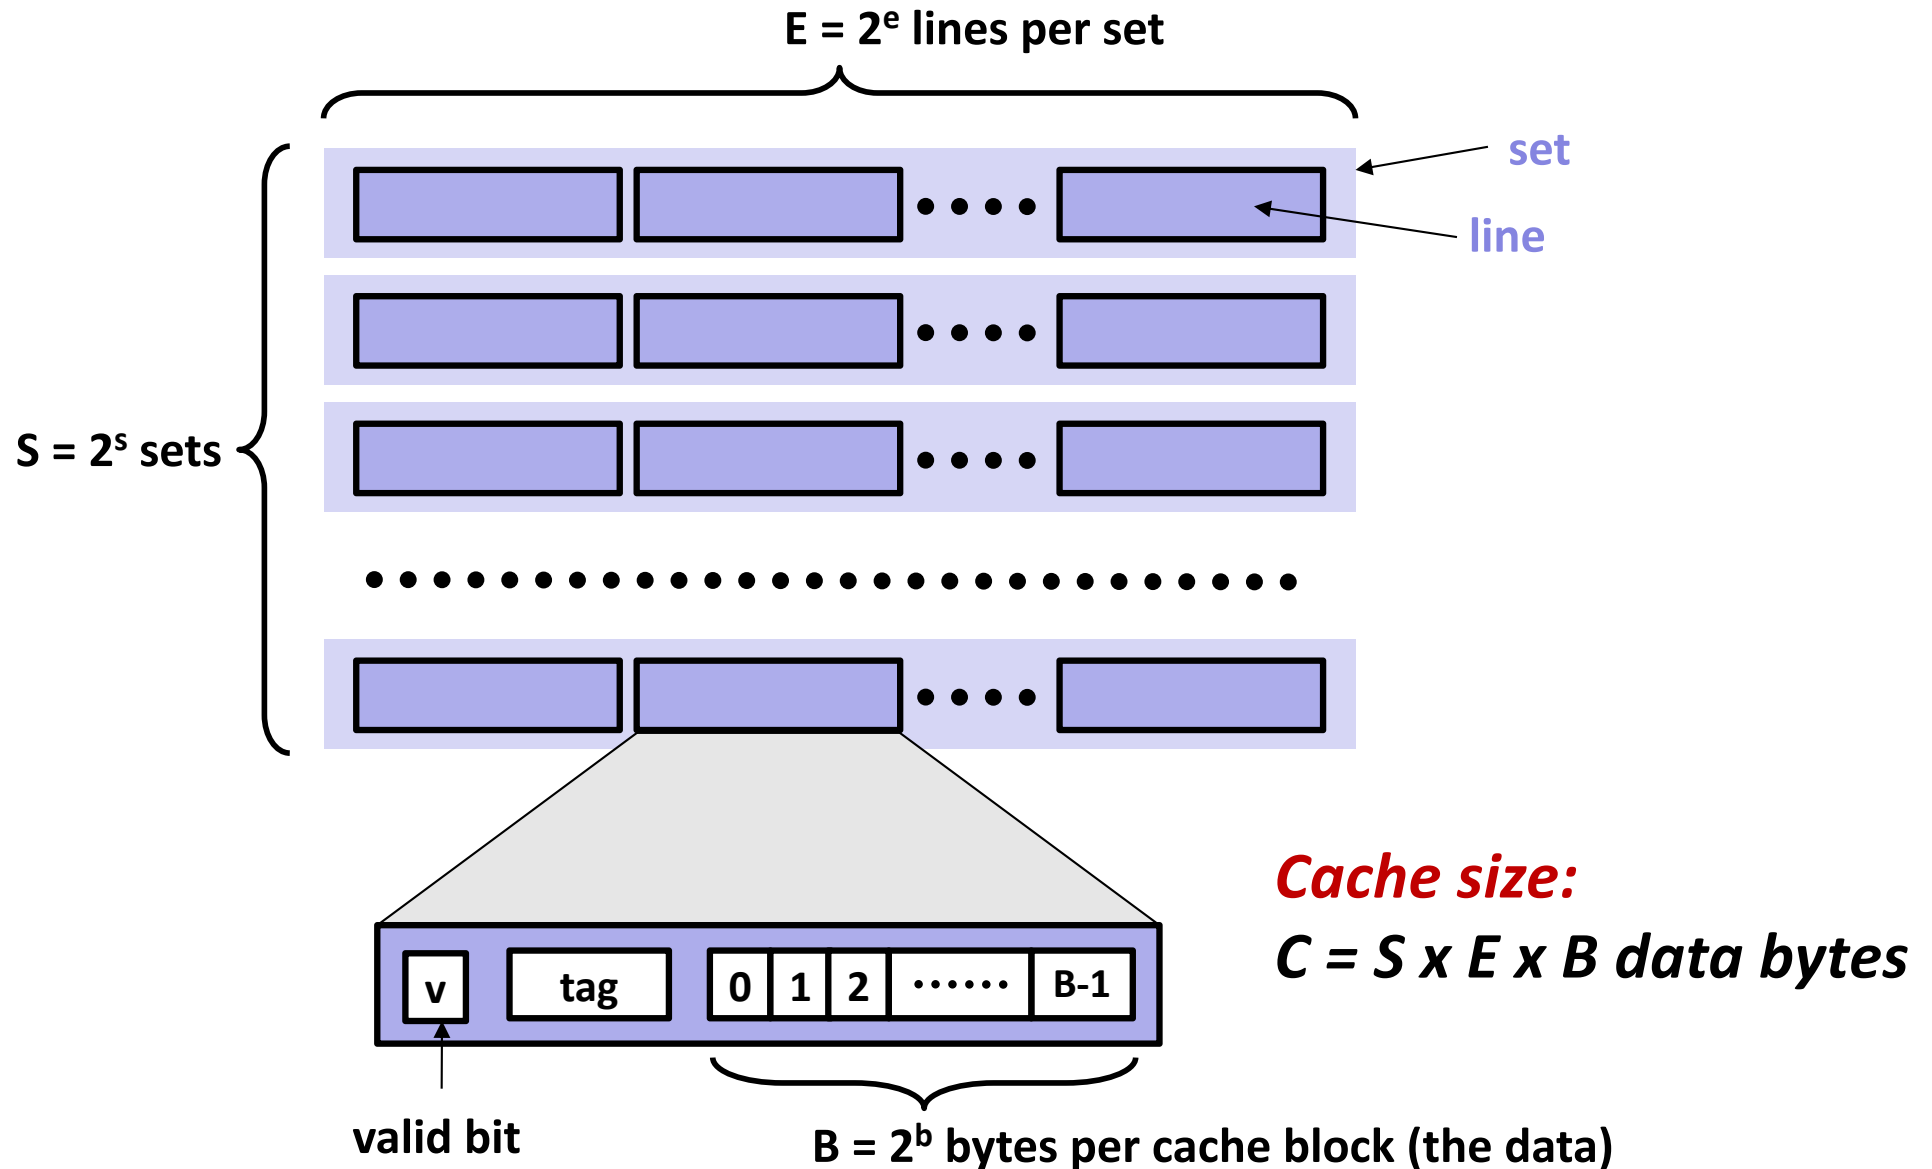 E = 2ᵉ lines per set
set
line
S = 2ˢ sets
Cache size:
C = S x E x B data bytes
v
tag
0 1 2 ······ B-1
valid bit
B = 2ᵇ bytes per cache block (the data)